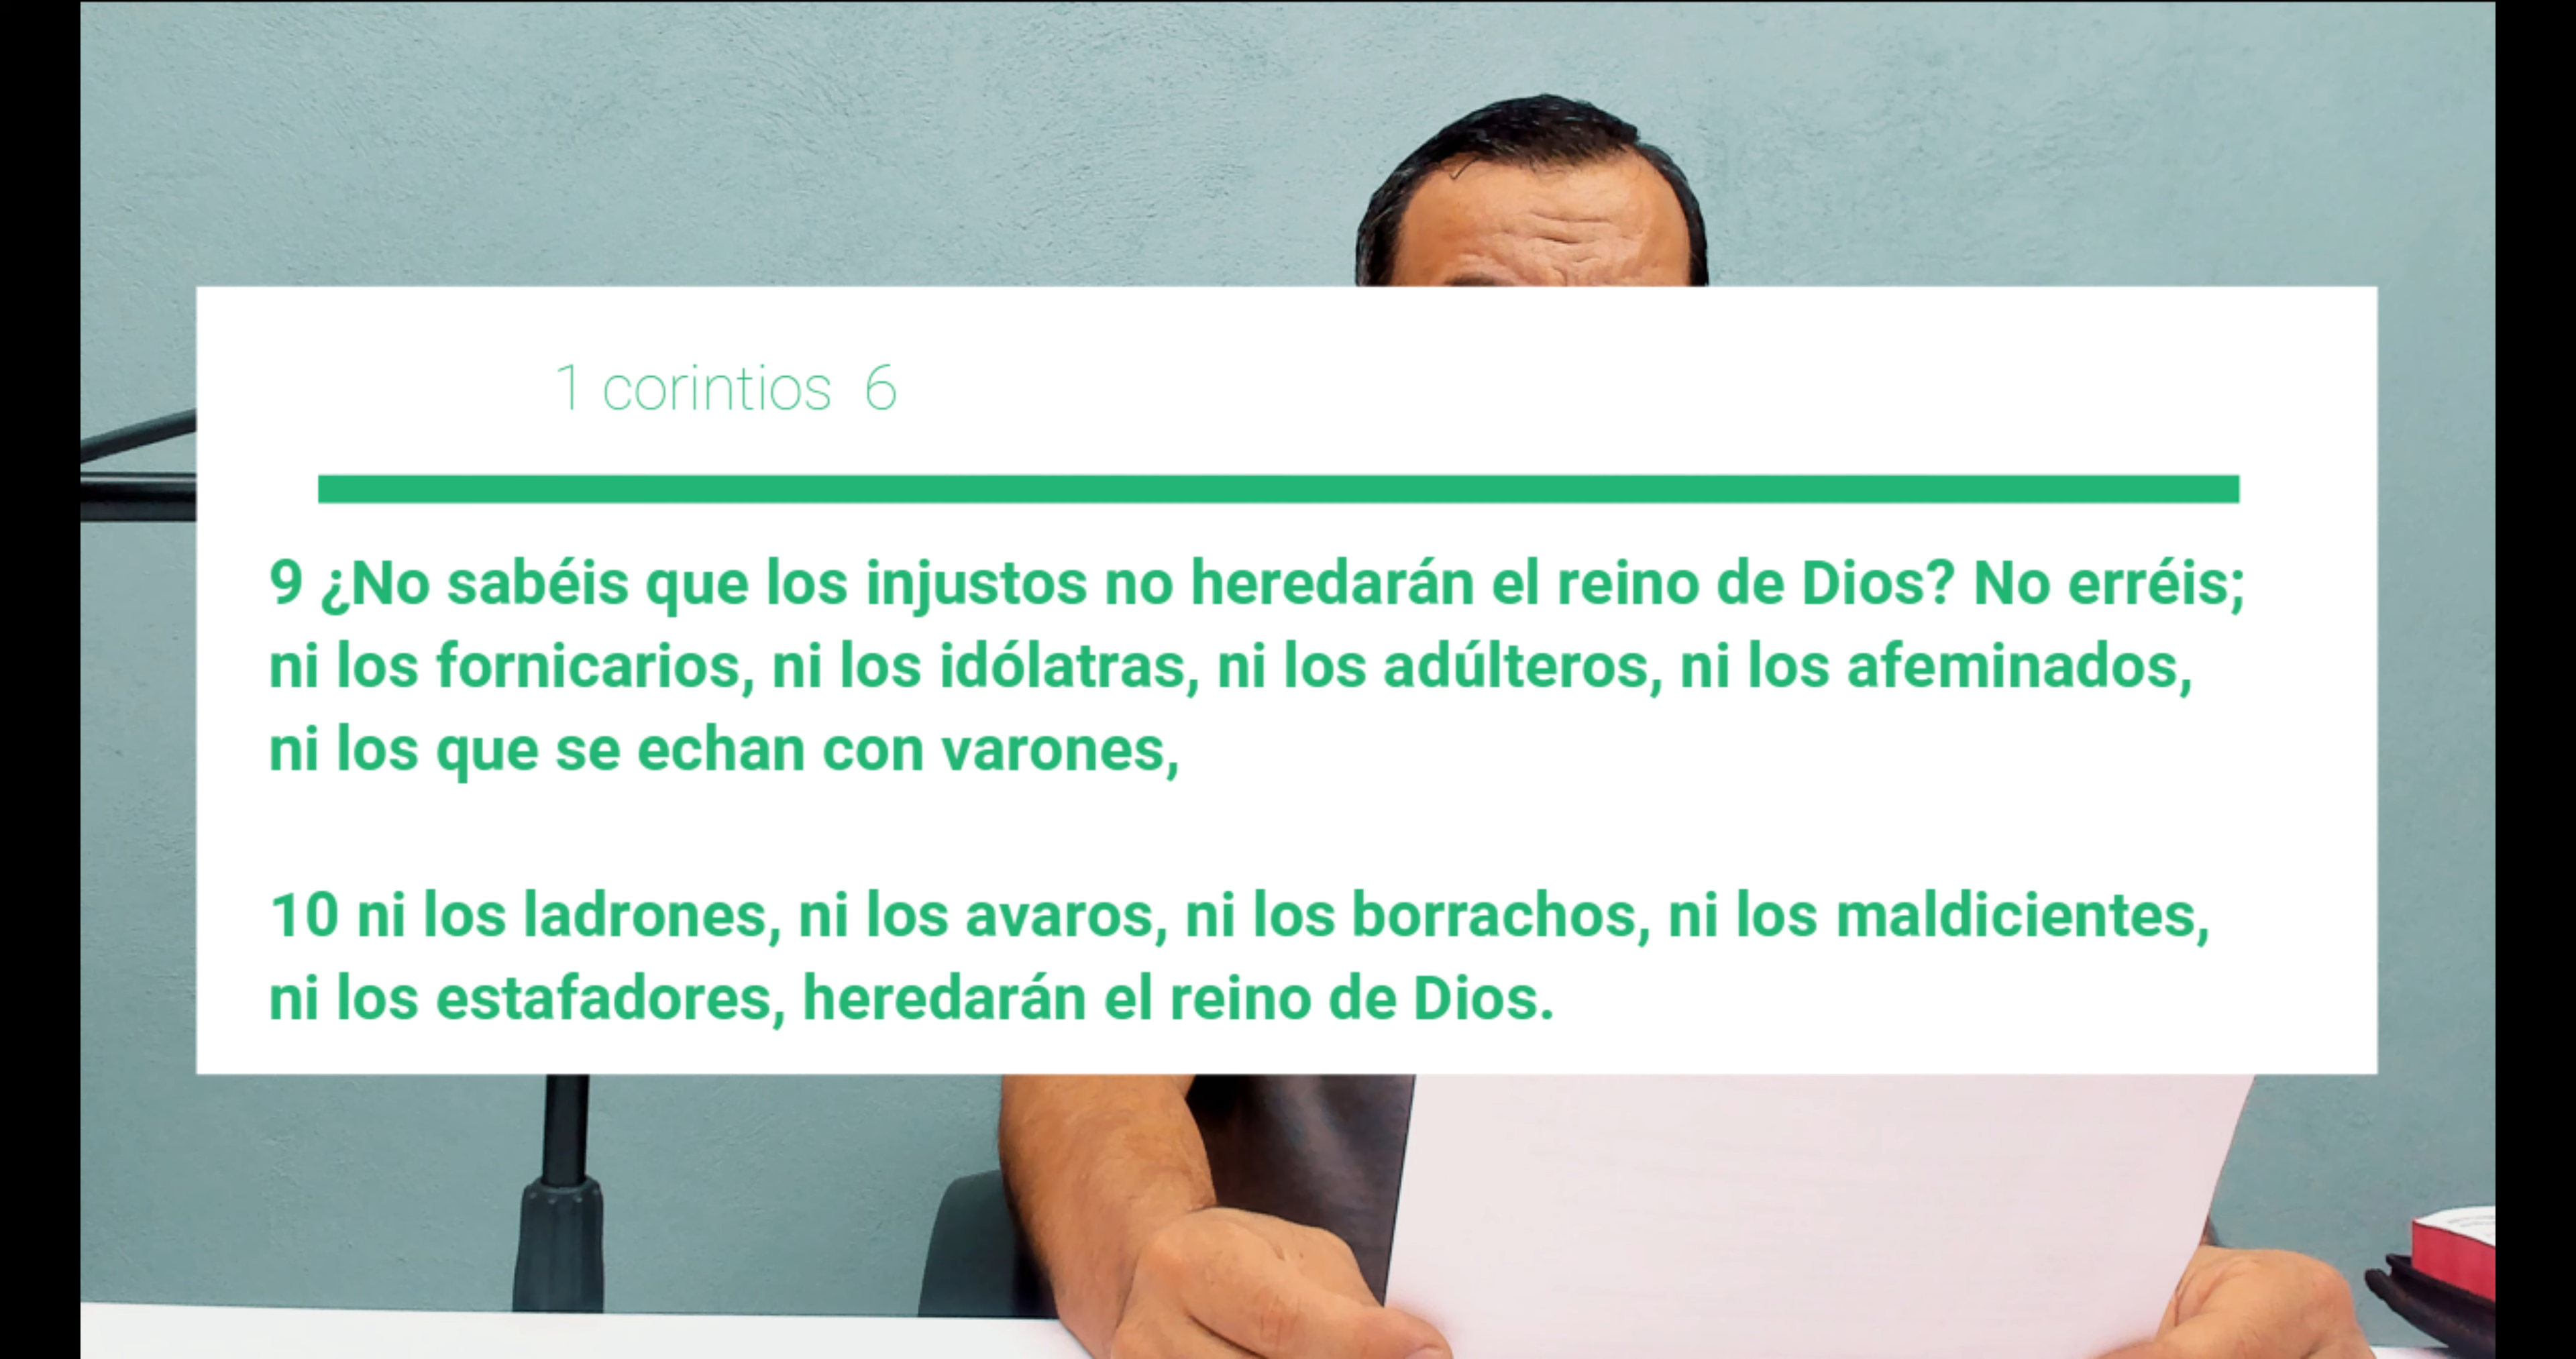 1 corintios 6
9 ¿No sabéis que los injustos no heredarán el reino de Dios? No erréis;
ni los fornicarios, ni los idólatras, ni los adúlteros, ni los afeminados,
ni los que se echan con varones,
10 ni los ladrones, ni los avaros, ni los borrachos, ni los maldicientes,
ni los estafadores, heredarán el reino de Dios.